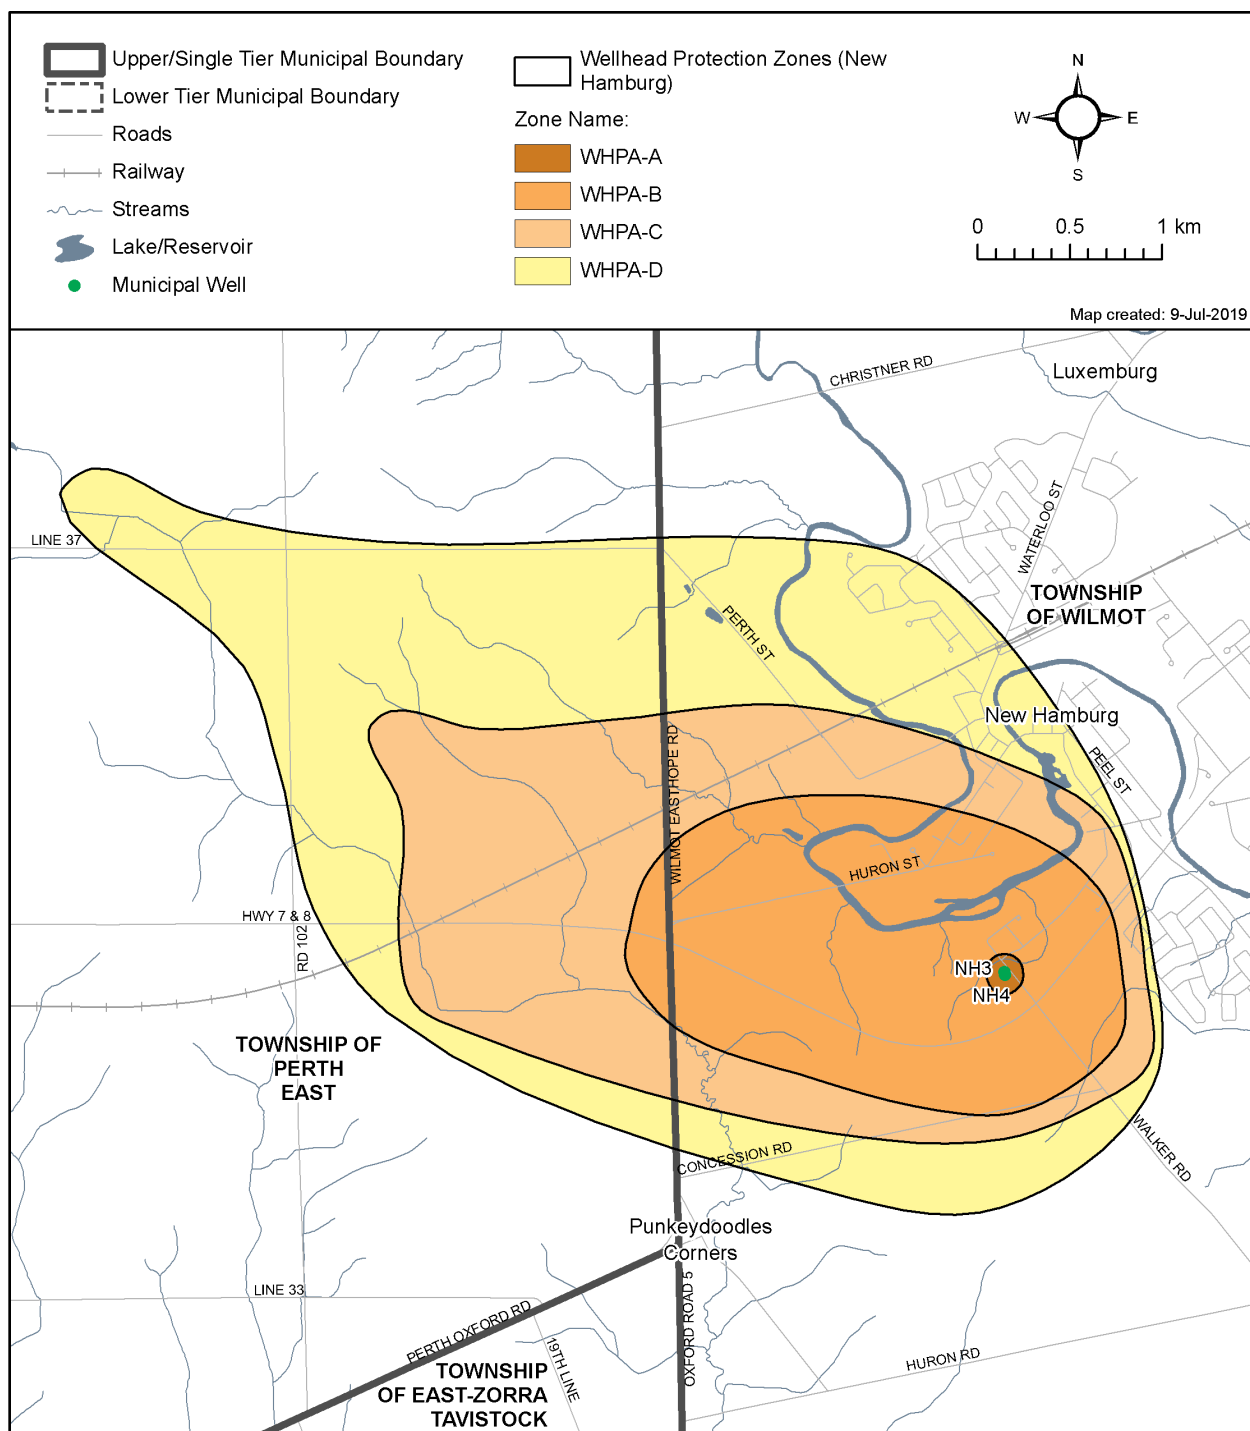 Upper/Single Tier Municipal Boundary
Lower Tier Municipal Boundary
Roads
Railway
Streams
Lake/Reservoir
Municipal Well
Wellhead Protection Zones (New
Hamburg)
Zone Name:
WHPA-A
WHPA-B
WHPA-C
WHPA-D
N
W E
S
0 0.5 1 km
Map created: 9-Jul-2019
CHRISTNER RD
Luxemburg
WATERLOO ST
LINE 37
TOWNSHIP
OF WILMOT
PERTH ST
New Hamburg
PEEL ST
WILMOT EASTHOPE RD
HURON ST
HWY 7 & 8
RD 102
NH3
NH4
TOWNSHIP OF
PERTH
EAST
WALKER RD
CONCESSION RD
Punkeydoodles
Corners
LINE 33
OXFORD ROAD 5
PERTH OXFORD RD
19TH LINE
HURON RD
TOWNSHIP
OF EAST-ZORRA
TAVISTOCK